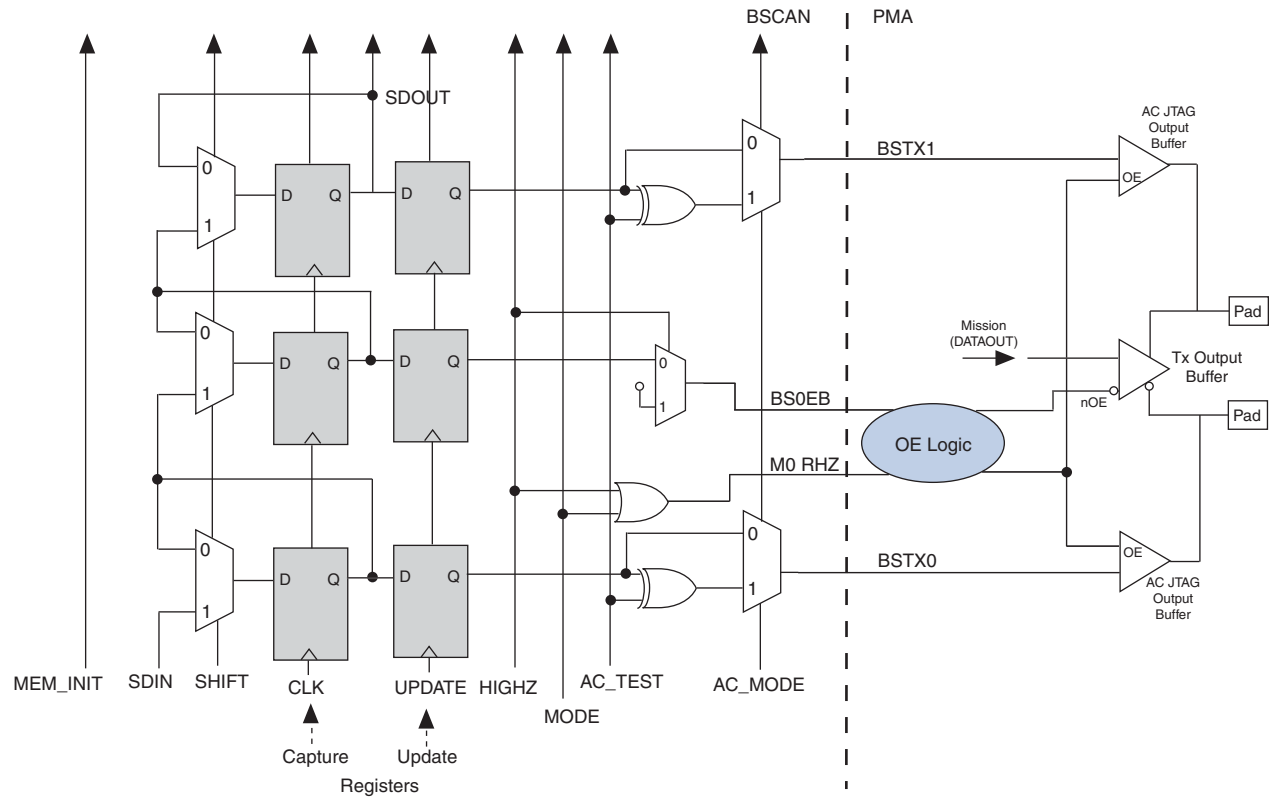 BSCAN
PMA
SDOUT
0
1
D
Q
D
Q
0
1
BSTX1
AC JTAG
Output
Buffer
OE
0
1
D
Q
D
Q
0
1
BS0EB
Mission
(DATAOUT)
nOE
Tx Output
Buffer
Pad
Pad
OE Logic
M0 RHZ
0
1
D
Q
D
Q
0
1
BSTX0
OE
AC JTAG
Output
Buffer
MEM_INIT
SDIN
SHIFT
CLK
UPDATE
HIGHZ
MODE
AC_TEST
AC_MODE
Capture
Update
Registers